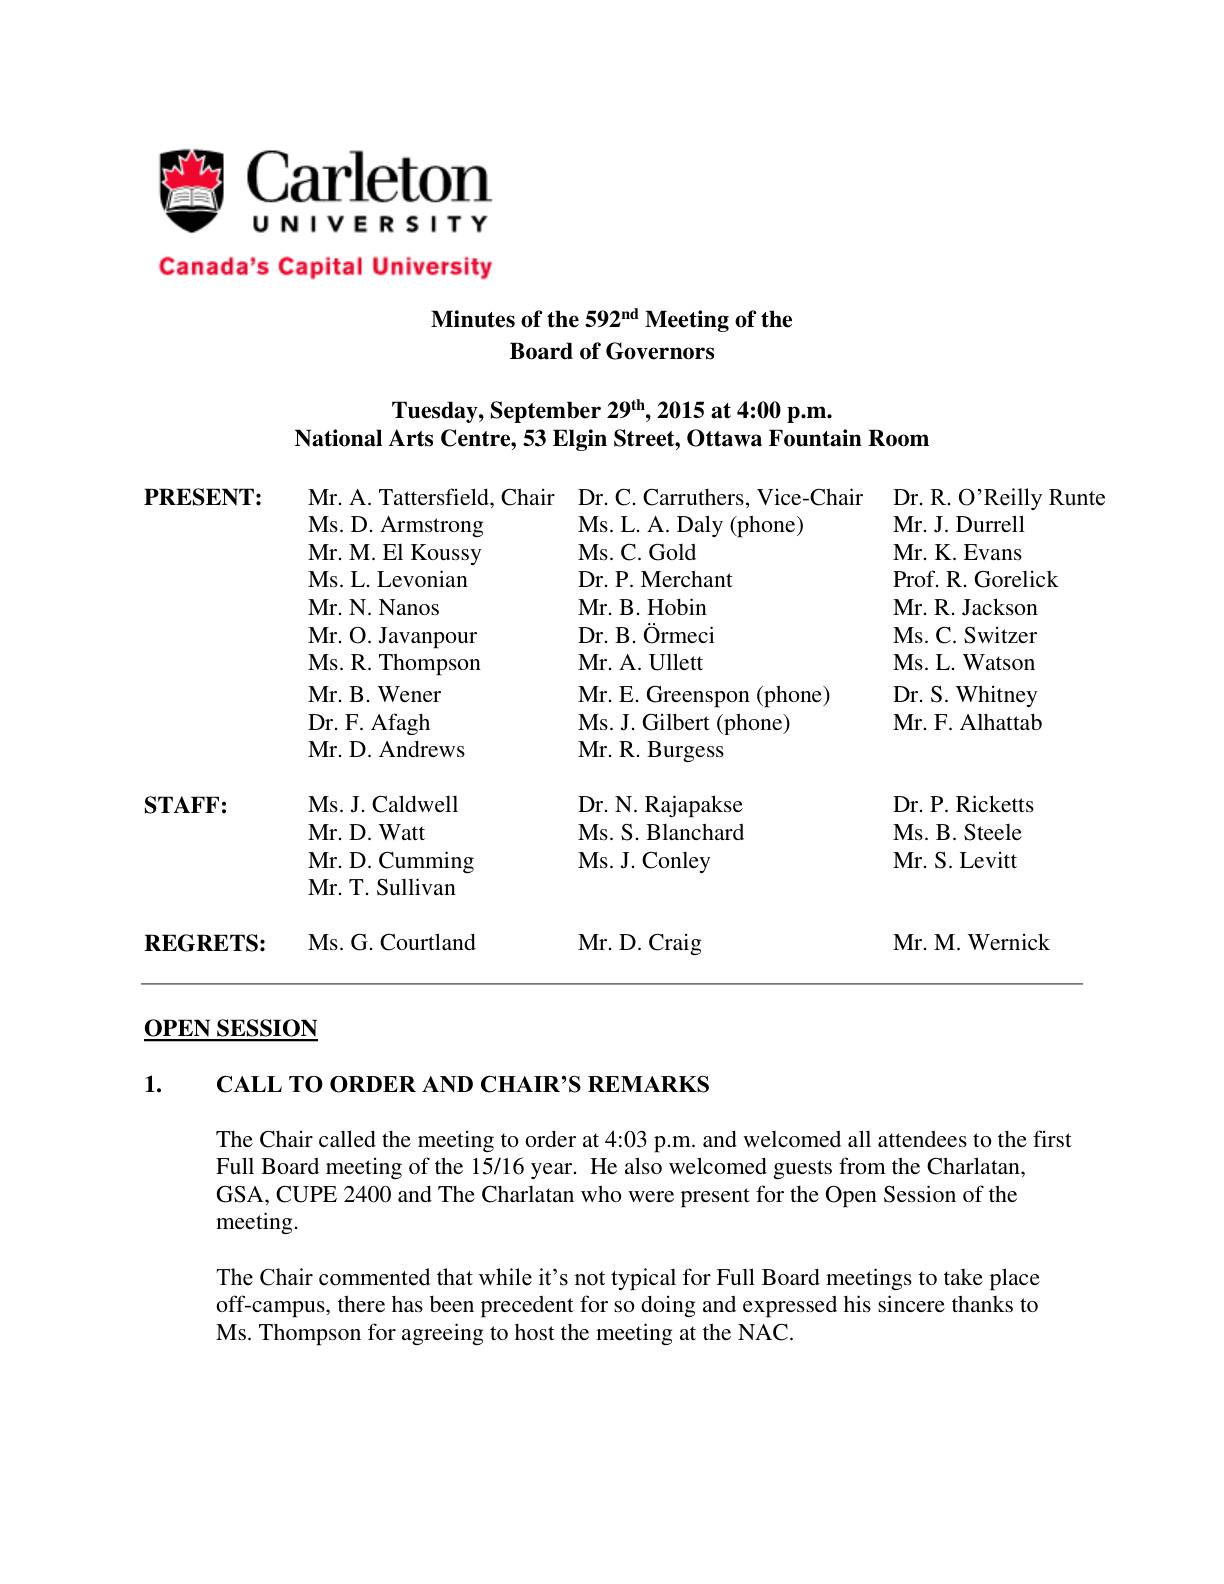 Carleton
UNIVERSITY
Canada's Capital University
Minutes of the 592nd Meeting of the
Board of Governors
Tuesday, September 29th, 2015 at 4:00 p.m.
National Arts Centre, 53 Elgin Street, Ottawa Fountain Room
PRESENT: Mr. A. Tattersfield, Chair Dr. C. Carruthers, Vice-Chair Dr. R. O'Reilly Runte
Ms. D. Armstrong Ms. L. A. Daly (phone) Mr. J. Durrell
Mr. M. El Koussy Ms. C. Gold Mr. K. Evans
Ms. L. Levonian Dr. P. Merchant Prof. R. Gorelick
Mr. N. Nanos Mr. B. Hobin Mr. R. Jackson
Mr. O. Javanpour Dr. B. Örmeci Ms. C. Switzer
Ms. R. Thompson Mr. A. Ullett Ms. L. Watson
Mr. B. Wener Mr. E. Greenspon (phone) Dr. S. Whitney
Dr. F. Afagh Ms. J. Gilbert (phone) Mr. F. Alhattab
Mr. D. Andrews Mr. R. Burgess
STAFF: Ms. J. Caldwell Dr. N. Rajapakse Dr. P. Ricketts
Mr. D. Watt Ms. S. Blanchard Ms. B. Steele
Mr. D. Cumming Ms. J. Conley Mr. S. Levitt
Mr. T. Sullivan
REGRETS: Ms. G. Courtland Mr. D. Craig Mr. M. Wernick
OPEN SESSION
1. CALL TO ORDER AND CHAIR'S REMARKS
The Chair called the meeting to order at 4:03 p.m. and welcomed all attendees to the first
Full Board meeting of the 15/16 year. He also welcomed guests from the Charlatan,
GSA, CUPE 2400 and The Charlatan who were present for the Open Session of the
meeting.
The Chair commented that while it's not typical for Full Board meetings to take place
off-campus, there has been precedent for so doing and expressed his sincere thanks to
Ms. Thompson for agreeing to host the meeting at the NAC.